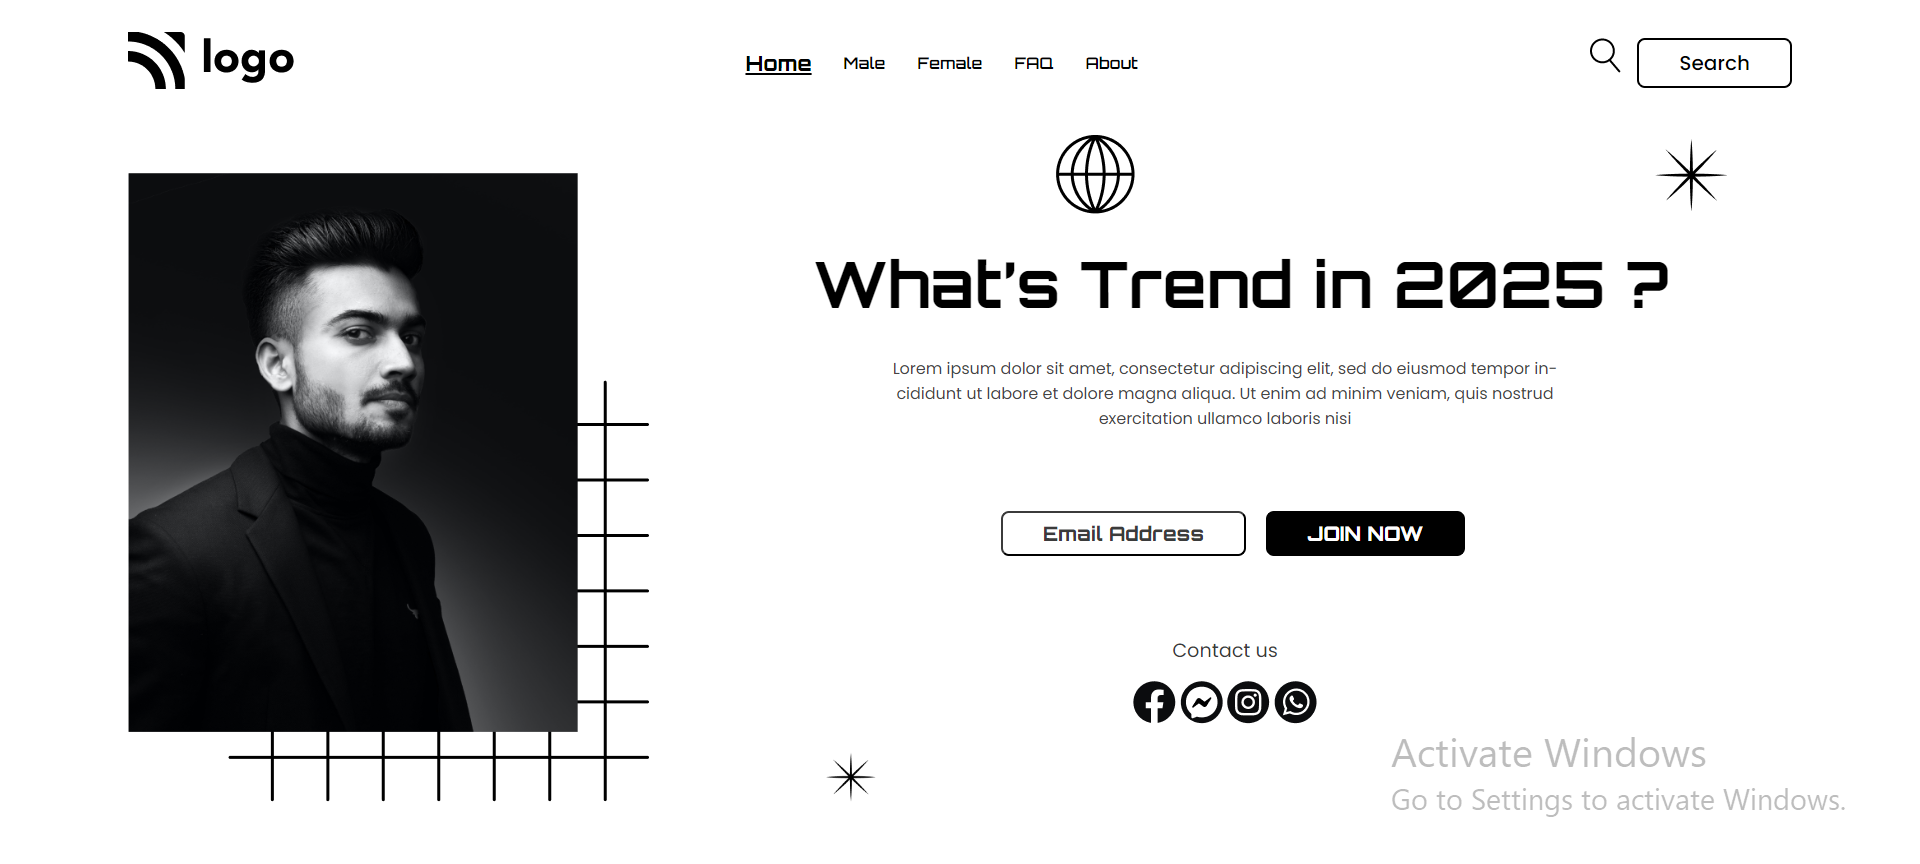 logo
Home Male Female FAQ About
Search
What's Trend in 2025 ?
Lorem ipsum dolor sit amet, consectetur adipiscing elit, sed do eiusmod tempor in-
cididunt ut labore et dolore magna aliqua. Ut enim ad minim veniam, quis nostrud
exercitation ullamco laboris nisi
Email Address JOIN NOW
Contact us
Activate Windows
Go to Settings to activate Windows.